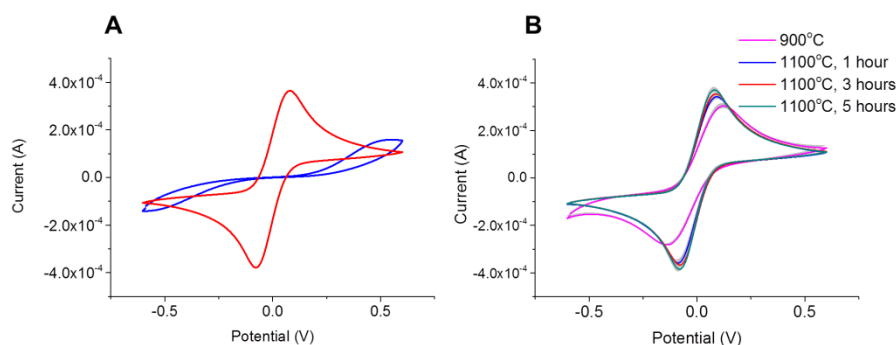 A
4.0x10⁻⁴
2.0x10⁻⁴
0.0
-2.0x10⁻⁴
-4.0x10⁻⁴
Current (A)
-0.5
0.0
0.5
Potential (V)
B
900°C
1100°C, 1 hour
1100°C, 3 hours
1100°C, 5 hours
4.0x10⁻⁴
2.0x10⁻⁴
0.0
-2.0x10⁻⁴
-4.0x10⁻⁴
Current (A)
-0.5
0.0
0.5
Potential (V)